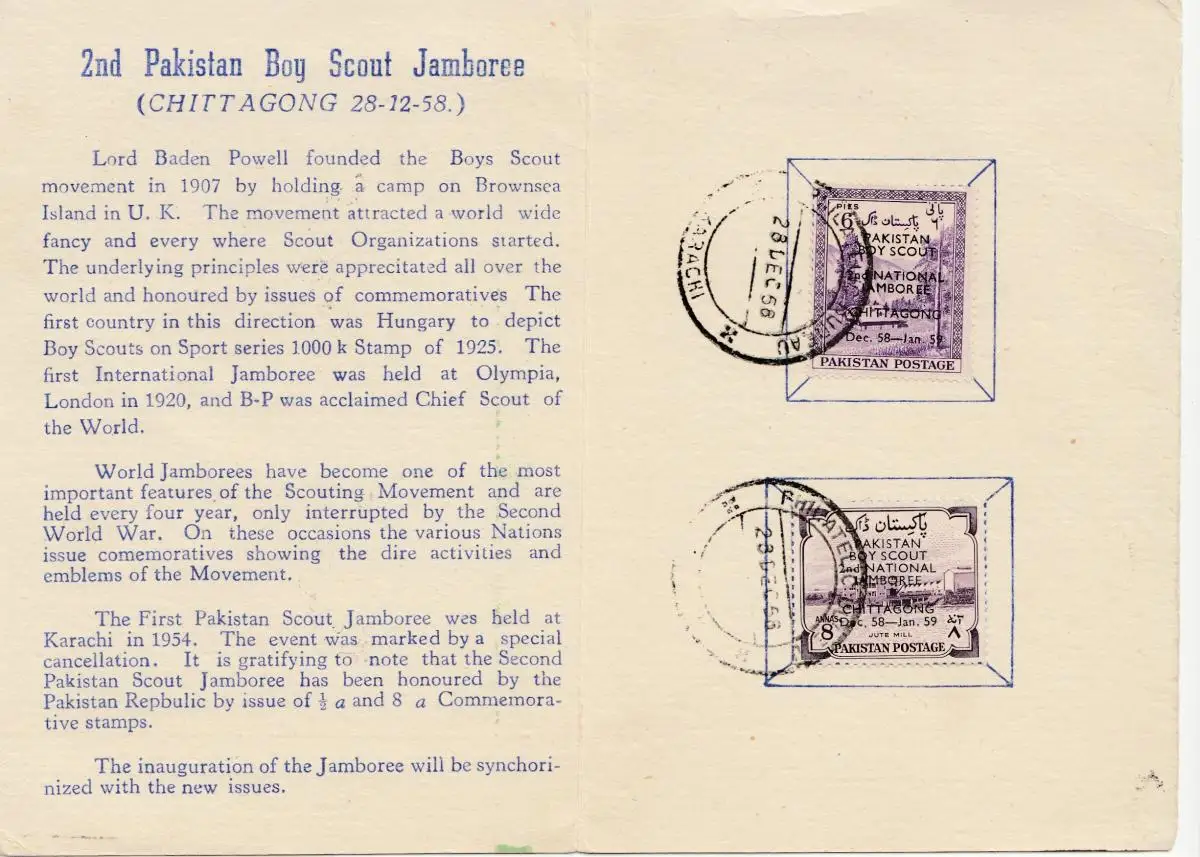 2nd Pakistan Boy Scout Jamboree
(CHITTAGONG 28-12-58.)
Lord Baden Powell founded the Boys Scout
movement in 1907 by holding a camp on Brownsea
Island in U. K. The movement attracted a world wide
fancy and every where Scout Organizations started.
The underlying principles were apprecitated all over the
world and honoured by issues of commemoratives The
first country in this direction was Hungary to depict
Boy Scouts on Sport series 1000 k Stamp of 1925. The
first International Jamboree was held at Olympia,
London in 1920, and B-P was acclaimed Chief Scout of
the World.
World Jamborees have become one of the most
important features of the Scouting Movement and are
held every four year, only interrupted by the Second
World War. On these occasions the various Nations
issue comemoratives showing the dire activities and
emblems of the Movement.
The First Pakistan Scout Jamboree wes held at
Karachi in 1954. The event was marked by a special
cancellation. It is gratifying to note that the Second
Pakistan Scout Jamboree has been honoured by the
Pakistan Repbulic by issue of ½ a and 8 a Commemora-
tive stamps.
The inauguration of the Jamboree will be synchori-
nized with the new issues.
PIES
6 پاکستان ڈاک ٦ پائی
PAKISTAN
BOY SCOUT
2nd NATIONAL
JAMBOREE
CHITTAGONG
Dec. 58—Jan. 59
PAKISTAN POSTAGE
KARACHI
28 DEC 58
پاکستان ڈاک
PAKISTAN
BOY SCOUT
2nd NATIONAL
JAMBOREE
CHITTAGONG
Dec. 58—Jan. 59
ANNAS
8
آنہ
٨
JUTE MILL
PAKISTAN POSTAGE
28 DEC 58